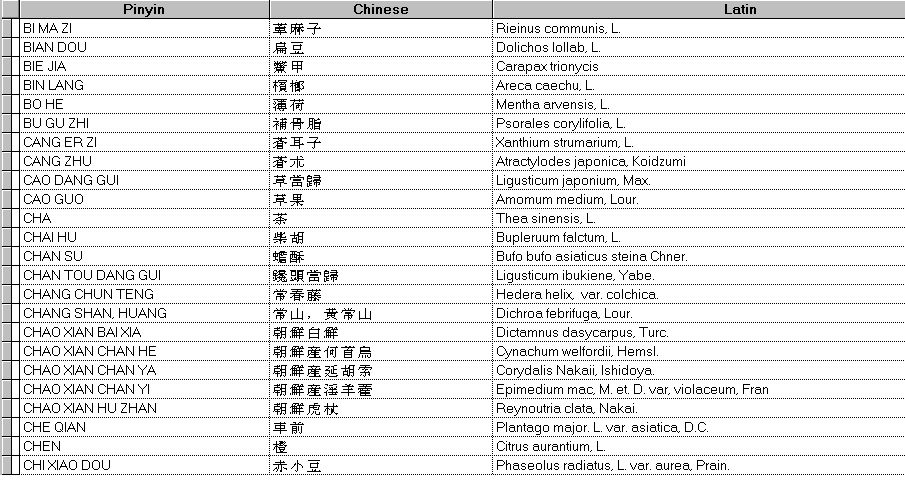 Pinyin Chinese Latin
BI MA ZI 萆麻子 Rieinus communis, L.
BIAN DOU 扁豆 Dolichos lollab, L.
BIE JIA 鱉甲 Carapax trionycis
BIN LANG 檳榔 Areca caechu, L.
BO HE 薄荷 Mentha arvensis, L.
BU GU ZHI 補骨脂 Psorales corylifolia, L.
CANG ER ZI 蒼耳子 Xanthium strumarium, L.
CANG ZHU 蒼朮 Atractylodes japonica, Koidzumi
CAO DANG GUI 草當歸 Ligusticum japonium, Max.
CAO GUO 草果 Amomum medium, Lour.
CHA 茶 Thea sinensis, L.
CHAI HU 柴胡 Bupleruum falctum, L.
CHAN SU 蟾酥 Bufo bufo asiaticus steina Chner.
CHAN TOU DANG GUI 頭當歸 Ligusticum ibukiene, Yabe.
CHANG CHUN TENG 常春藤 Hedera helix, var. colchica.
CHANG SHAN, HUANG 常山，黃常山 Dichroa febrifuga, Lour.
CHAO XIAN BAI XIA 朝鮮白鮮 Dictamnus dasycarpus, Turc.
CHAO XIAN CHAN HE 朝鮮産何首烏 Cynachum welfordii, Hemsl.
CHAO XIAN CHAN YA 朝鮮産延胡索 Corydalis Nakaii, Ishidoya.
CHAO XIAN CHAN YI 朝鮮産淫羊藿 Epimedium mac, M. et. D. var, violaceum, Fran
CHAO XIAN HU ZHAN 朝鮮虎杖 Reynoutria clata, Nakai.
CHE QIAN 車前 Plantago major. L. var. asiatica, D.C.
CHEN 橙 Citrus aurantium, L.
CHI XIAO DOU 赤小豆 Phaseolus radiatus, L. var. aurea, Prain.